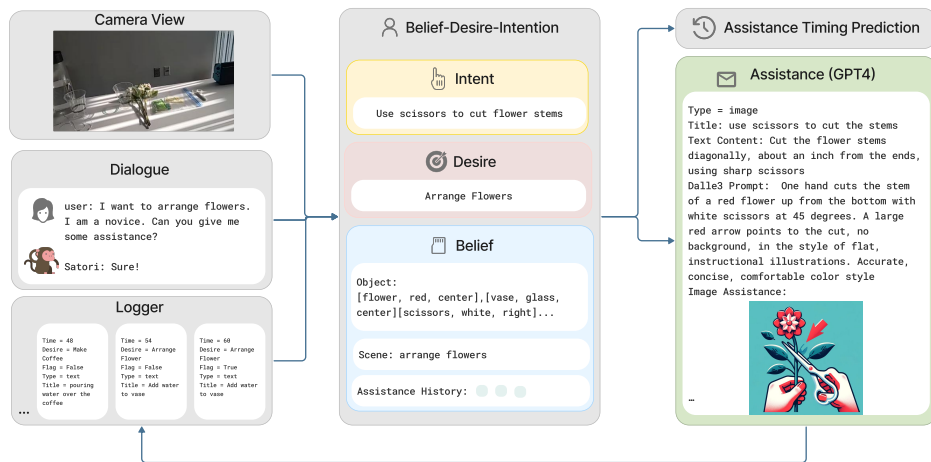 Camera View
Dialogue
user: I want to arrange flowers.
I am a novice. Can you give me
some assistance?
Satori: Sure!
Logger
Time = 48
Desire = Make
Coffee
Flag = False
Type = text
Title = pouring
water over the
coffee
Time = 54
Desire = Arrange
Flower
Flag = False
Type = text
Title = Add water
to vase
Time = 60
Desire = Arrange
Flower
Flag = True
Type = text
Title = Add water
to vase
...
Belief-Desire-Intention
Intent
Use scissors to cut flower stems
Desire
Arrange Flowers
Belief
Object:
[flower, red, center],[vase, glass,
center][scissors, white, right]...
Scene: arrange flowers
Assistance History:
Assistance Timing Prediction
Assistance (GPT4)
Type = image
Title: use scissors to cut the stems
Text Content: Cut the flower stems
diagonally, about an inch from the ends,
using sharp scissors
Dalle3 Prompt: One hand cuts the stem
of a red flower up from the bottom with
white scissors at 45 degrees. A large
red arrow points to the cut, no
background, in the style of flat,
instructional illustrations. Accurate,
concise, comfortable color style
Image Assistance:
…